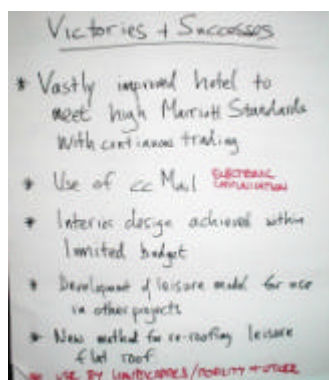 Victories + Successes
* Vastly improved hotel to
meet high Marriott Standards
with continuous trading
* Use of cc Mail ELECTRONIC
COMMUNICATION
* Interior design achieved within
limited budget
* Development of leisure model for use
in other projects
* New method for re-roofing leisure
flat roof
* USE BY